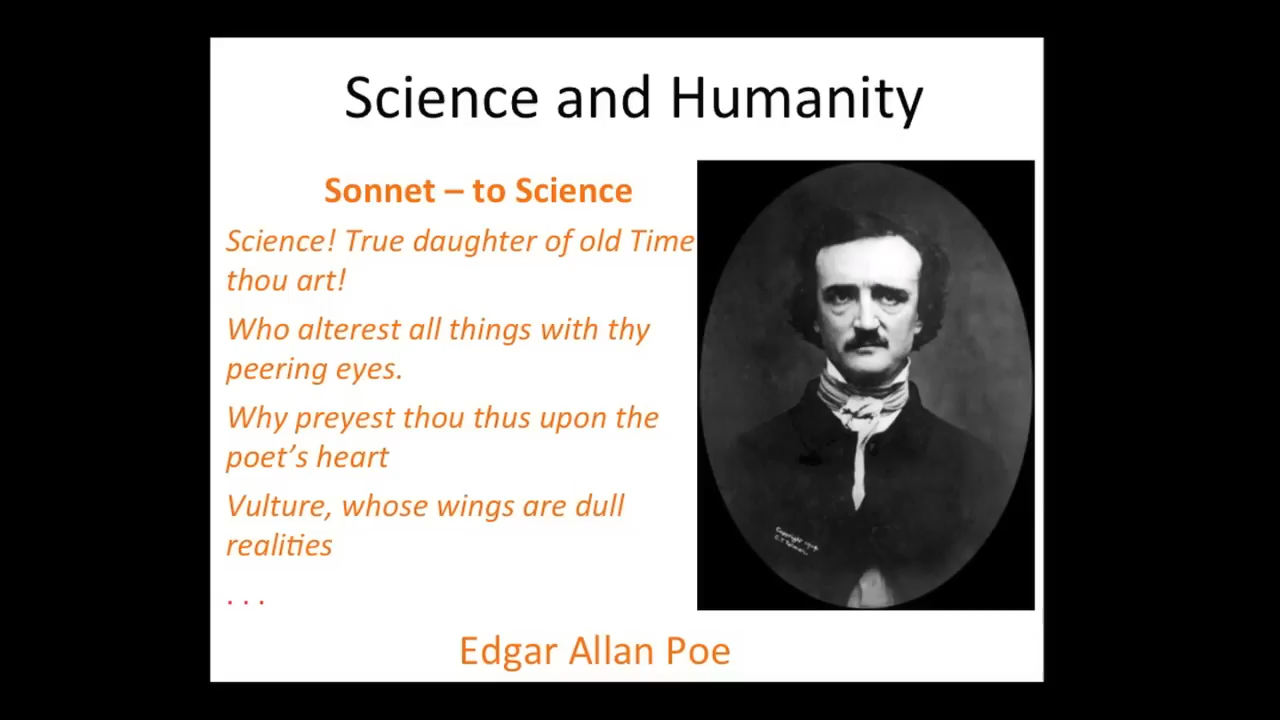 Science and Humanity
Sonnet – to Science
Science! True daughter of old Time
thou art!
Who alterest all things with thy
peering eyes.
Why preyest thou thus upon the
poet’s heart
Vulture, whose wings are dull
realities
. . .
Edgar Allan Poe